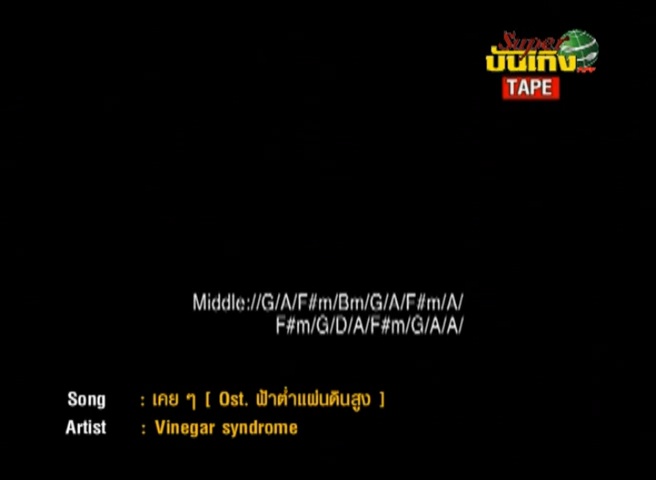 Super
บันเทิง
TAPE
Middle://G/A/F#m/Bm/G/A/F#m/A/
F#m/G/D/A/F#m/G/A/A/
Song : เคย ๆ [ Ost. ฟ้าต่ำแผ่นดินสูง ]
Artist : Vinegar syndrome